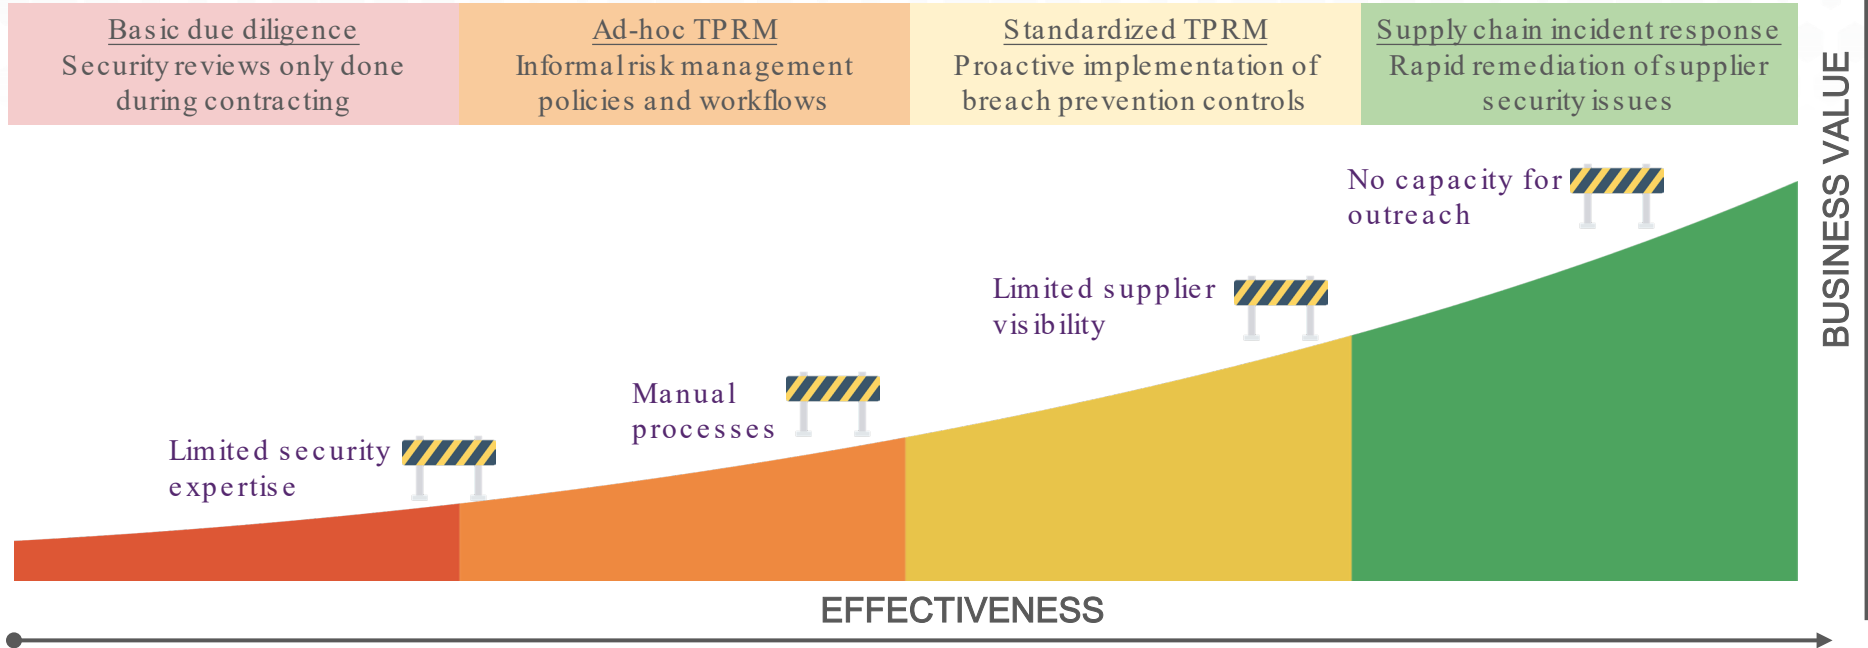 Basic due diligence
Security reviews only done
during contracting
Ad-hoc TPRM
Informal risk management
policies and workflows
Standardized TPRM
Proactive implementation of
breach prevention controls
Supply chain incident response
Rapid remediation of supplier
security issues
BUSINESS VALUE
No capacity for
outreach
Limited supplier
visibility
Manual
processes
Limited security
expertise
EFFECTIVENESS